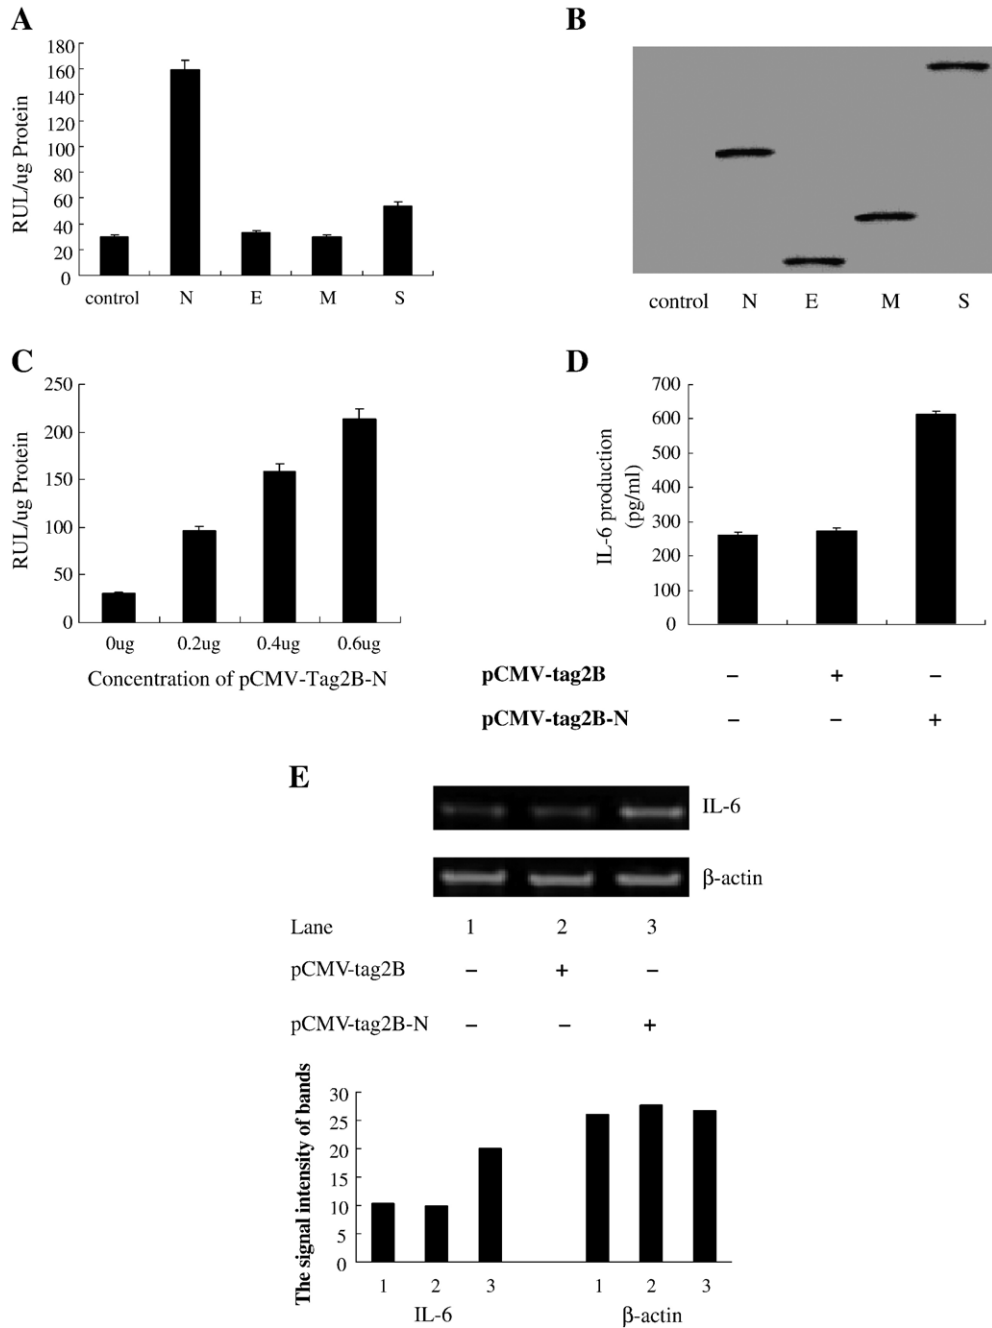 A
180
160
140
120
100
80
60
40
20
0
RUL/ug Protein
control N E M S
B
control N E M S
C
250
200
150
100
50
0
RUL/ug Protein
0ug 0.2ug 0.4ug 0.6ug
Concentration of pCMV-Tag2B-N
D
700
600
500
400
300
200
100
0
IL-6 production
(pg/ml)
pCMV-tag2B – + –
pCMV-tag2B-N – – +
E
IL-6
β-actin
Lane 1 2 3
pCMV-tag2B – + –
pCMV-tag2B-N – – +
The signal intensity of bands
30
25
20
15
10
5
0
1 2 3 1 2 3
IL-6 β-actin